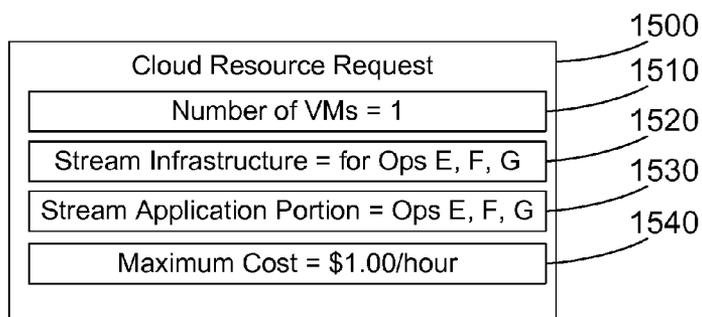 1500
Cloud Resource Request
1510
Number of VMs = 1
1520
Stream Infrastructure = for Ops E, F, G
1530
Stream Application Portion = Ops E, F, G
1540
Maximum Cost = $1.00/hour